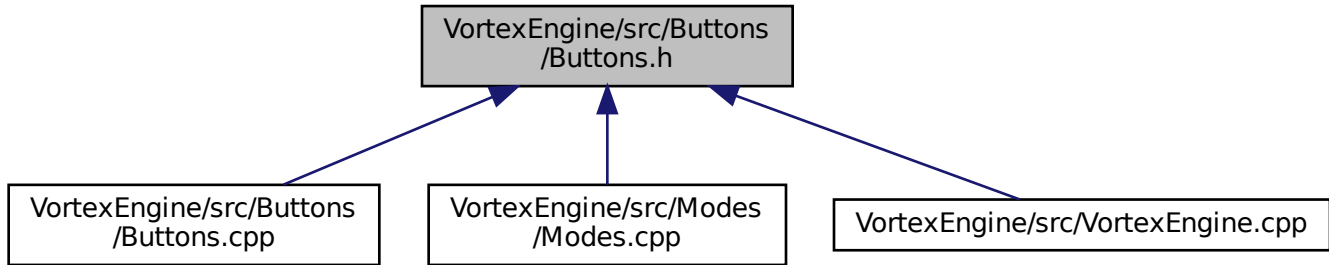 VortexEngine/src/Buttons
/Buttons.h
VortexEngine/src/Buttons
/Buttons.cpp
VortexEngine/src/Modes
/Modes.cpp
VortexEngine/src/VortexEngine.cpp